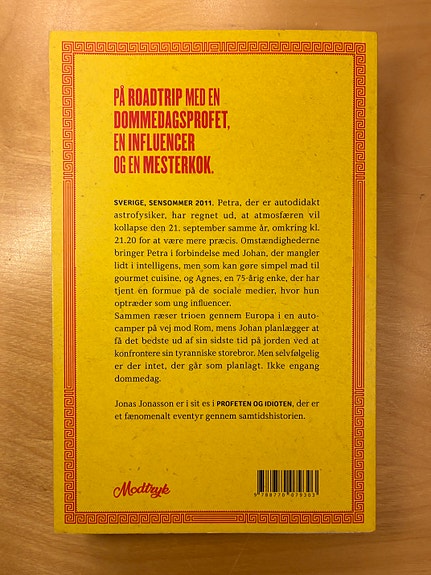 PÅ ROADTRIP MED EN
DOMMEDAGSPROFET,
EN INFLUENCER
OG EN MESTERKOK.
SVERIGE, SENSOMMER 2011. Petra, der er autodidakt
astrofysiker, har regnet ud, at atmosfæren vil
kollapse den 21. september samme år, omkring kl.
21.20 for at være mere præcis. Omstændighederne
bringer Petra i forbindelse med Johan, der mangler
lidt i intelligens, men som kan gøre simpel mad til
gourmet cuisine, og Agnes, en 75-årig enke, der har
tjent en formue på de sociale medier, hvor hun
optræder som ung influencer.
Sammen ræser trioen gennem Europa i en auto-
camper på vej mod Rom, mens Johan planlægger at
få det bedste ud af sin sidste tid på jorden ved at
konfrontere sin tyranniske storebror. Men selvfølgelig
er der intet, der går som planlagt. Ikke engang
dommedag.
Jonas Jonasson er i sit es i PROFETEN OG IDIOTEN, der er
et fænomenalt eventyr gennem samtidshistorien.
Modtryk
9 788770 079303